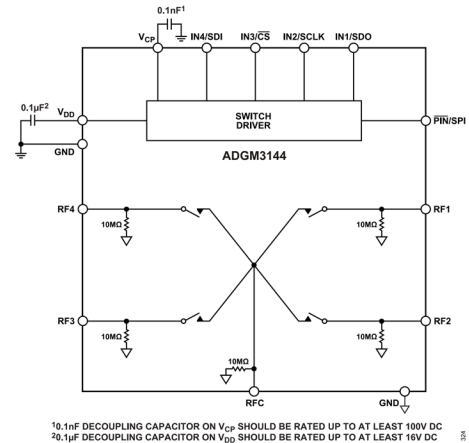 0.1nF¹
VCP IN4/SDI IN3/C̅S̅ IN2/SCLK IN1/SDO
0.1µF² VDD
SWITCH
DRIVER
P̅I̅N̅/SPI
GND
ADGM3144
RF4 RF1
10MΩ 10MΩ
RF3 RF2
10MΩ 10MΩ
10MΩ
RFC GND
¹0.1nF DECOUPLING CAPACITOR ON VCP SHOULD BE RATED UP TO AT LEAST 100V DC
²0.1µF DECOUPLING CAPACITOR ON VDD SHOULD BE RATED UP TO AT LEAST 16V DC
324